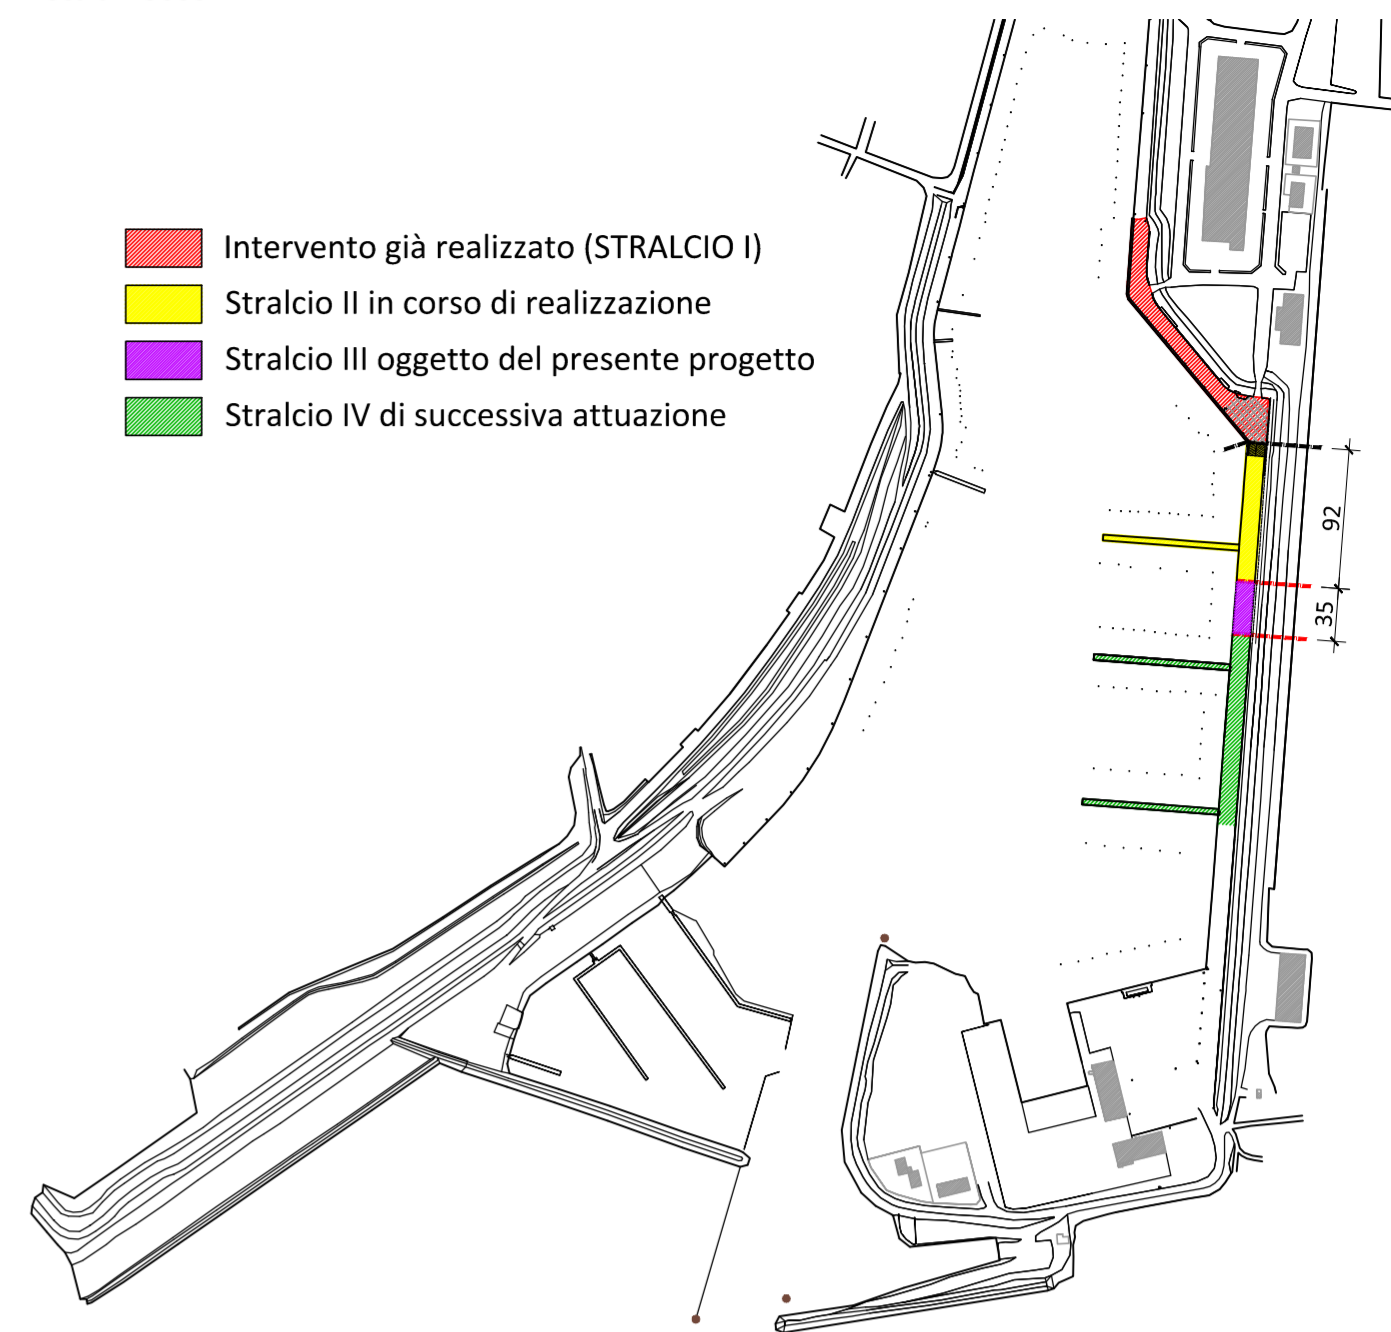 Intervento già realizzato (STRALCIO I)
Stralcio II in corso di realizzazione
Stralcio III oggetto del presente progetto
Stralcio IV di successiva attuazione
92
35